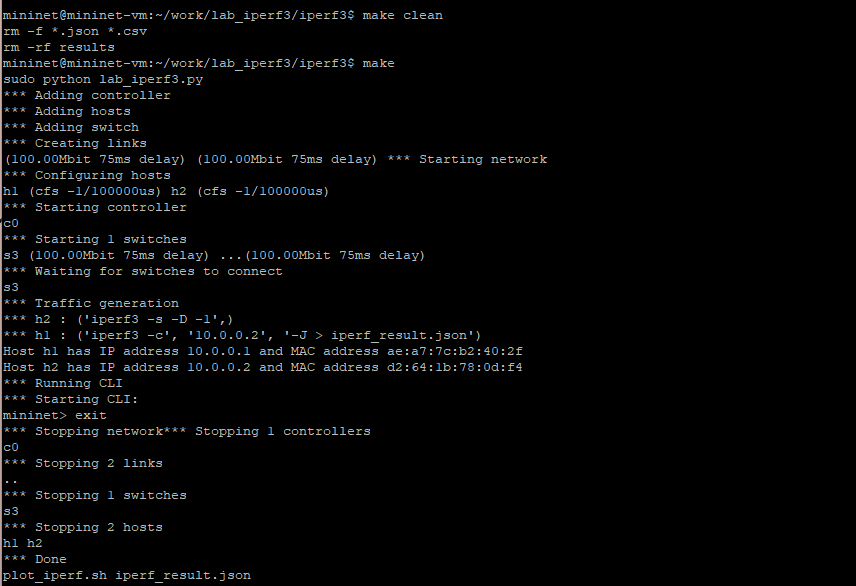 mininet@mininet-vm:~/work/lab_iperf3/iperf3$ make clean
rm -f *.json *.csv
rm -rf results
mininet@mininet-vm:~/work/lab_iperf3/iperf3$ make
sudo python lab_iperf3.py
*** Adding controller
*** Adding hosts
*** Adding switch
*** Creating links
(100.00Mbit 75ms delay) (100.00Mbit 75ms delay) *** Starting network
*** Configuring hosts
h1 (cfs -1/100000us) h2 (cfs -1/100000us)
*** Starting controller
c0
*** Starting 1 switches
s3 (100.00Mbit 75ms delay) ...(100.00Mbit 75ms delay)
*** Waiting for switches to connect
s3
*** Traffic generation
*** h2 : ('iperf3 -s -D -1',)
*** h1 : ('iperf3 -c', '10.0.0.2', '-J > iperf_result.json')
Host h1 has IP address 10.0.0.1 and MAC address ae:a7:7c:b2:40:2f
Host h2 has IP address 10.0.0.2 and MAC address d2:64:1b:78:0d:f4
*** Running CLI
*** Starting CLI:
mininet> exit
*** Stopping network*** Stopping 1 controllers
c0
*** Stopping 2 links
..
*** Stopping 1 switches
s3
*** Stopping 2 hosts
h1 h2
*** Done
plot_iperf.sh iperf_result.json